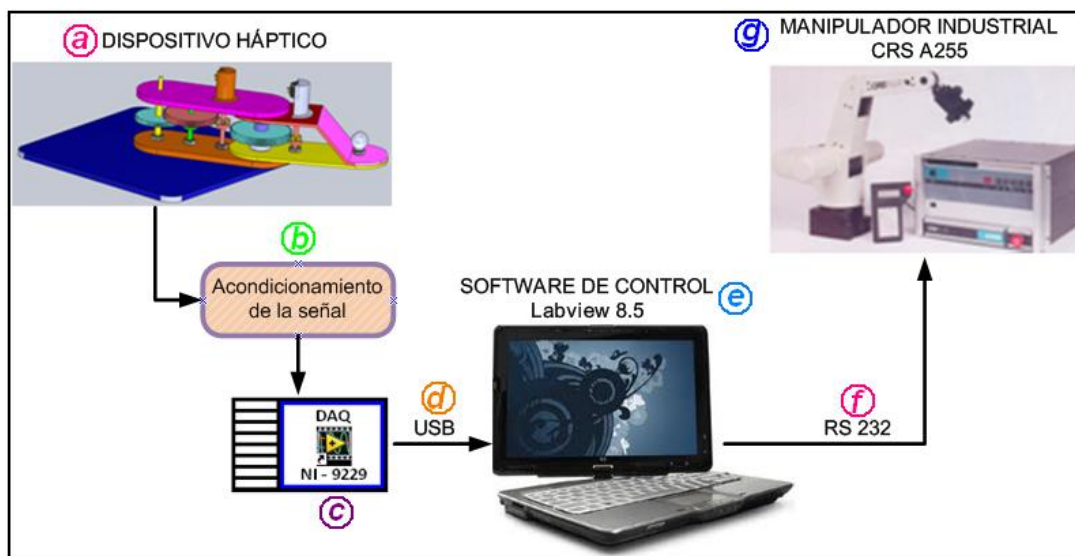 a DISPOSITIVO HÁPTICO
g MANIPULADOR INDUSTRIAL
CRS A255
b
Acondicionamiento
de la señal
SOFTWARE DE CONTROL
Labview 8.5
e
DAQ
NI - 9229
c
d
USB
f
RS 232